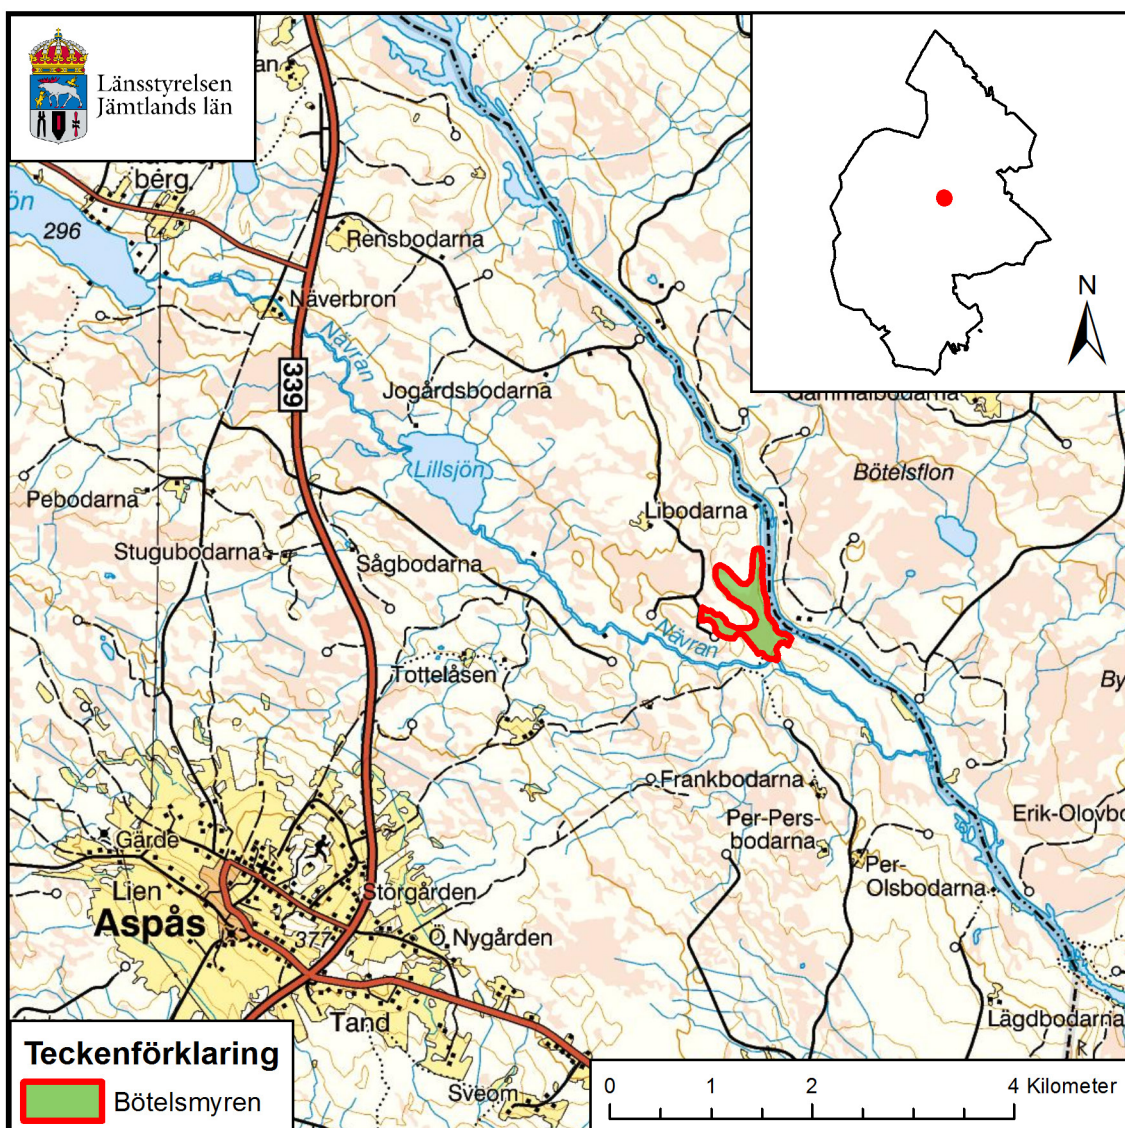 Länsstyrelsen
Jämtlands län
N
berg
296
Rensbodarna
Näverbron
Nävran
339
Jogårdsbodarna
Lillsjön
Bötelsflon
Pebodarna
Libodarna
Stugubodarna
Sågbodarna
Nävran
Tottelåsen
Frankbodarna
Per-Pers-
bodarna
Erik-Olovbo
Gärde
Per-
Olsbodarna
Lien
Storgården
Aspås
377
Ö Nygården
Tand
Lägdbodarna
R
Sveom
Teckenförklaring
Bötelsmyren
0 1 2 4 Kilometer